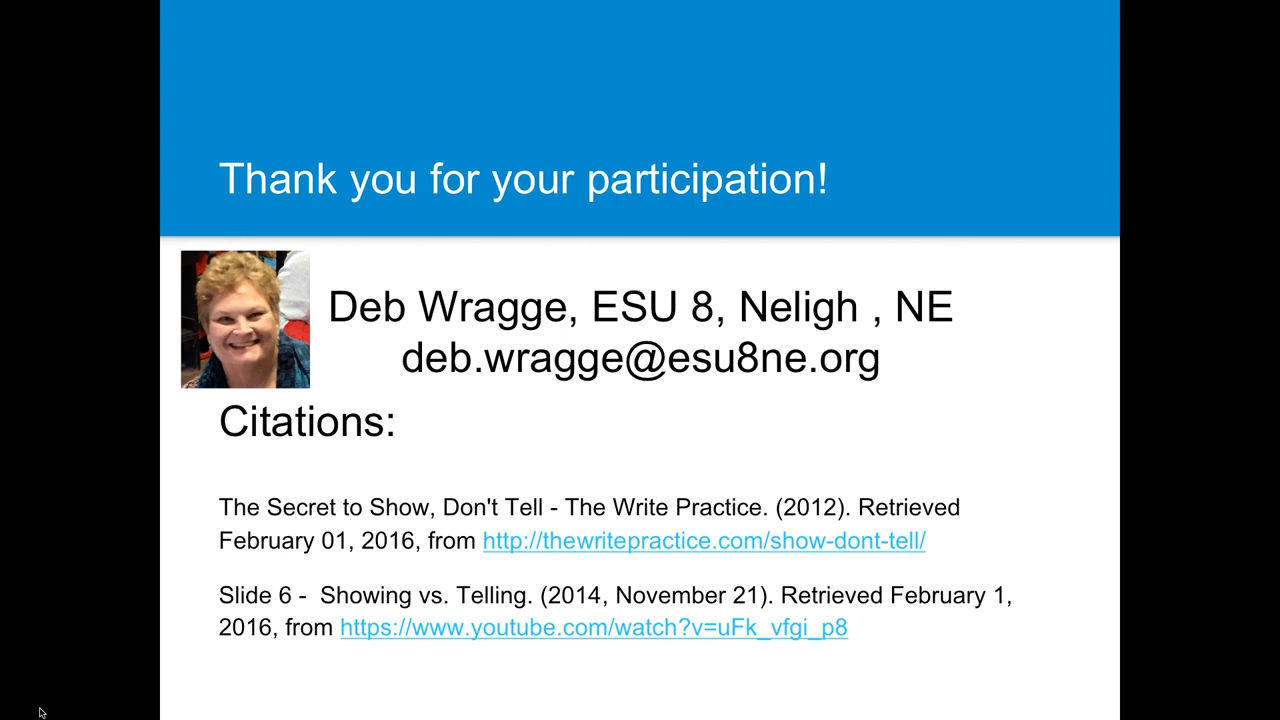 Thank you for your participation!
Deb Wragge, ESU 8, Neligh , NE
deb.wragge@esu8ne.org
Citations:
The Secret to Show, Don't Tell - The Write Practice. (2012). Retrieved
February 01, 2016, from http://thewritepractice.com/show-dont-tell/
Slide 6 -  Showing vs. Telling. (2014, November 21). Retrieved February 1,
2016, from https://www.youtube.com/watch?v=uFk_vfgi_p8